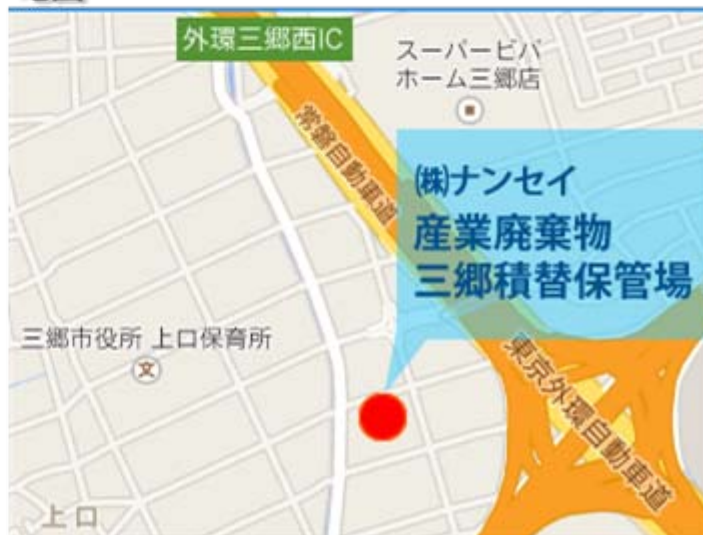 外環三郷西IC
スーパービバ
ホーム三郷店
常磐自動車道
㈱ナンセイ
産業廃棄物
三郷積替保管場
三郷市役所 上口保育所
文
東京外環自動車道
上口